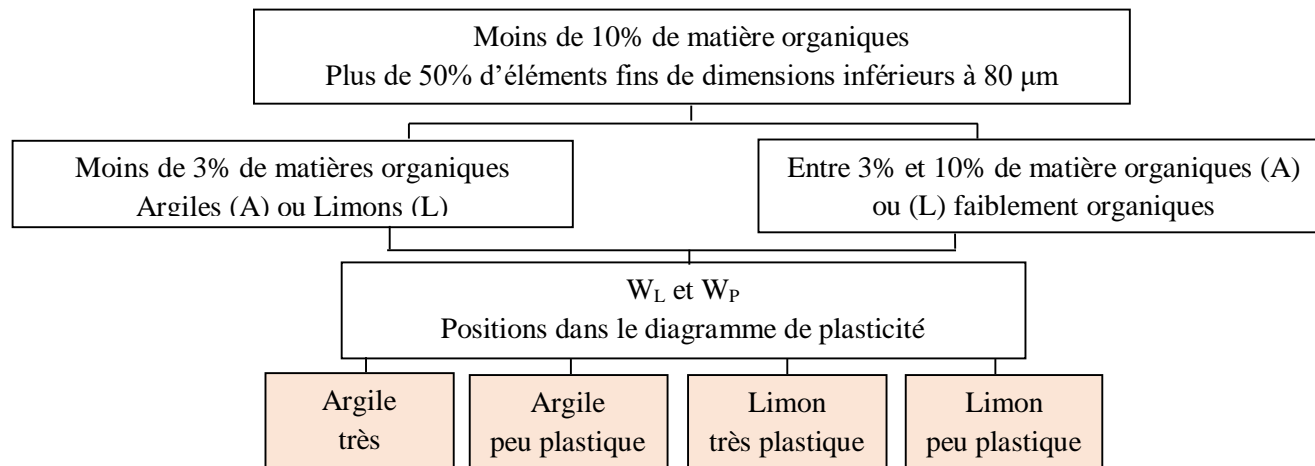 Moins de 10% de matière organiques
Plus de 50% d'éléments fins de dimensions inférieurs à 80 μm
Moins de 3% de matières organiques
Argiles (A) ou Limons (L)
Entre 3% et 10% de matière organiques (A)
ou (L) faiblement organiques
W_L et W_P
Positions dans le diagramme de plasticité
Argile
très
Argile
peu plastique
Limon
très plastique
Limon
peu plastique